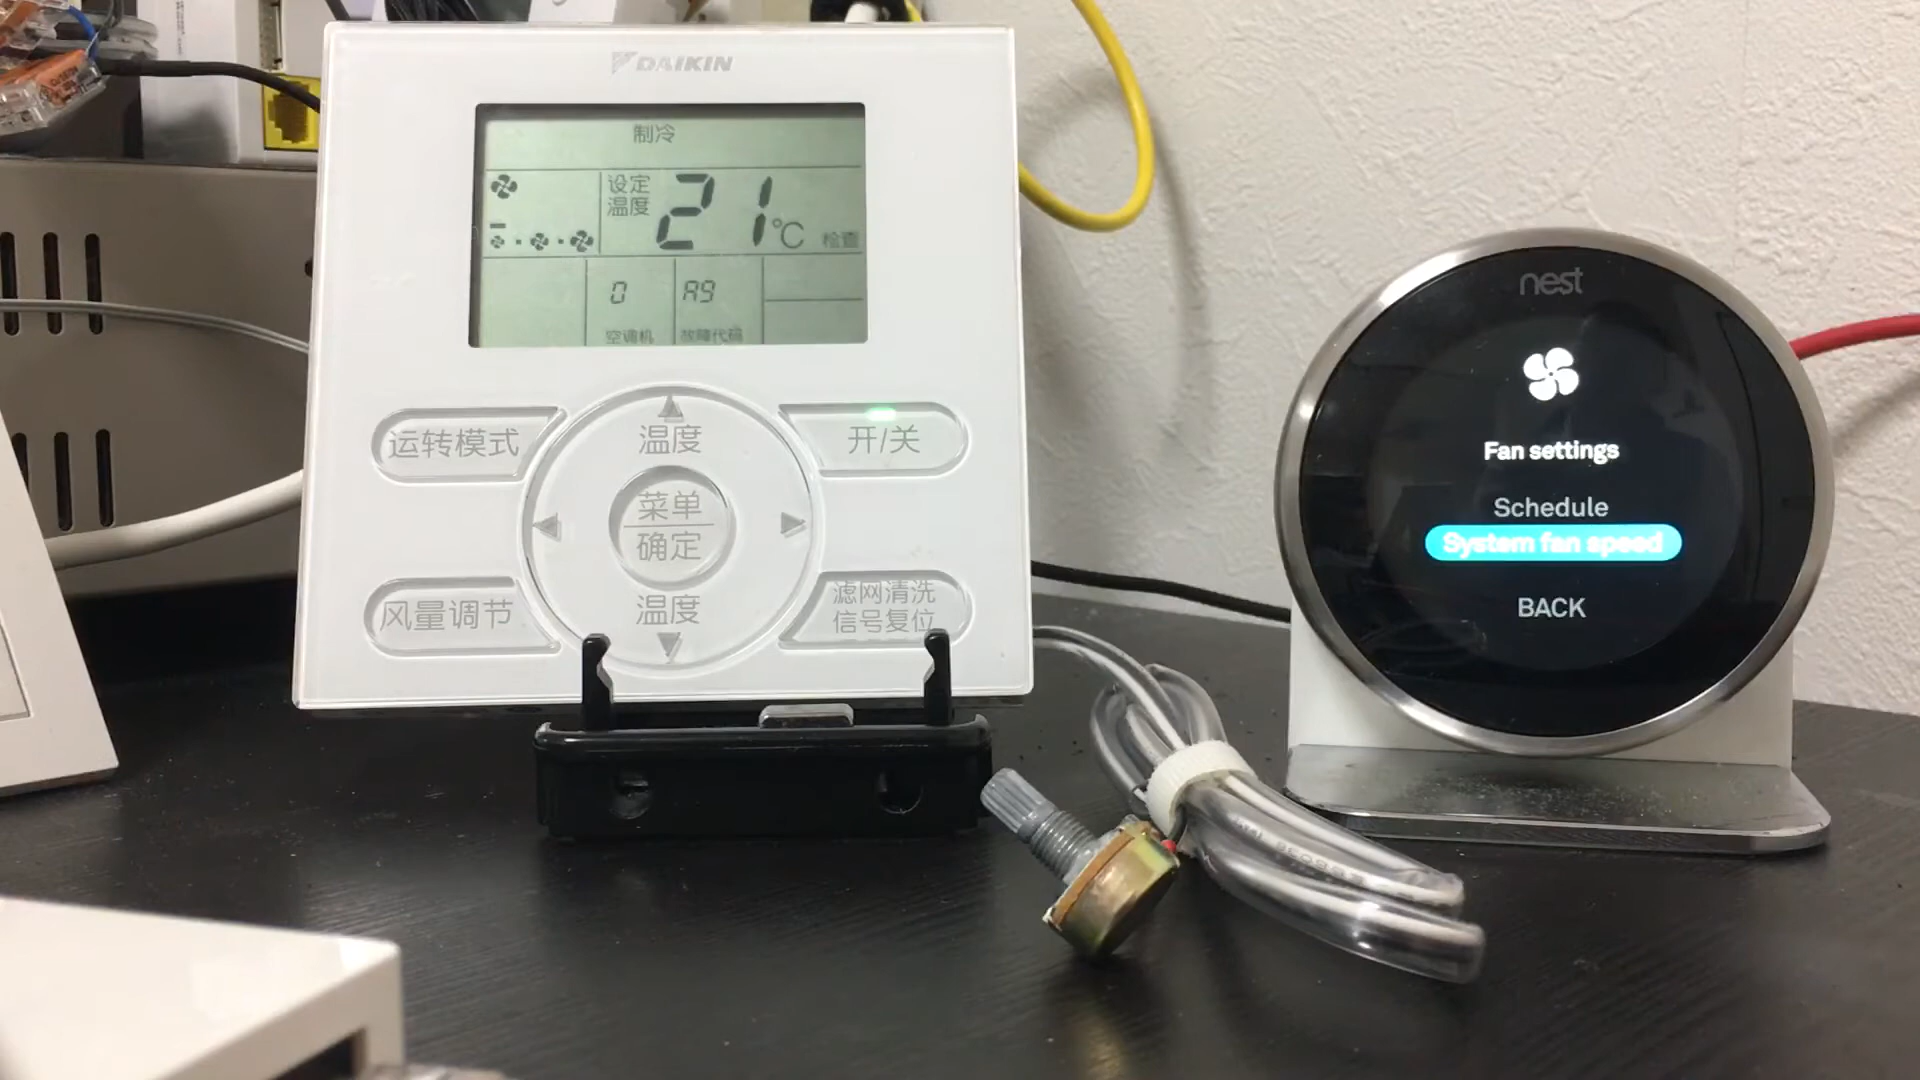 DAIKIN
制冷
设定
温度
21℃
检查
0
A9
空调机
故障代码
运转模式
温度
开/关
菜单
确定
风量调节
温度
滤网清洗
信号复位
nest
Fan settings
Schedule
System fan speed
BACK